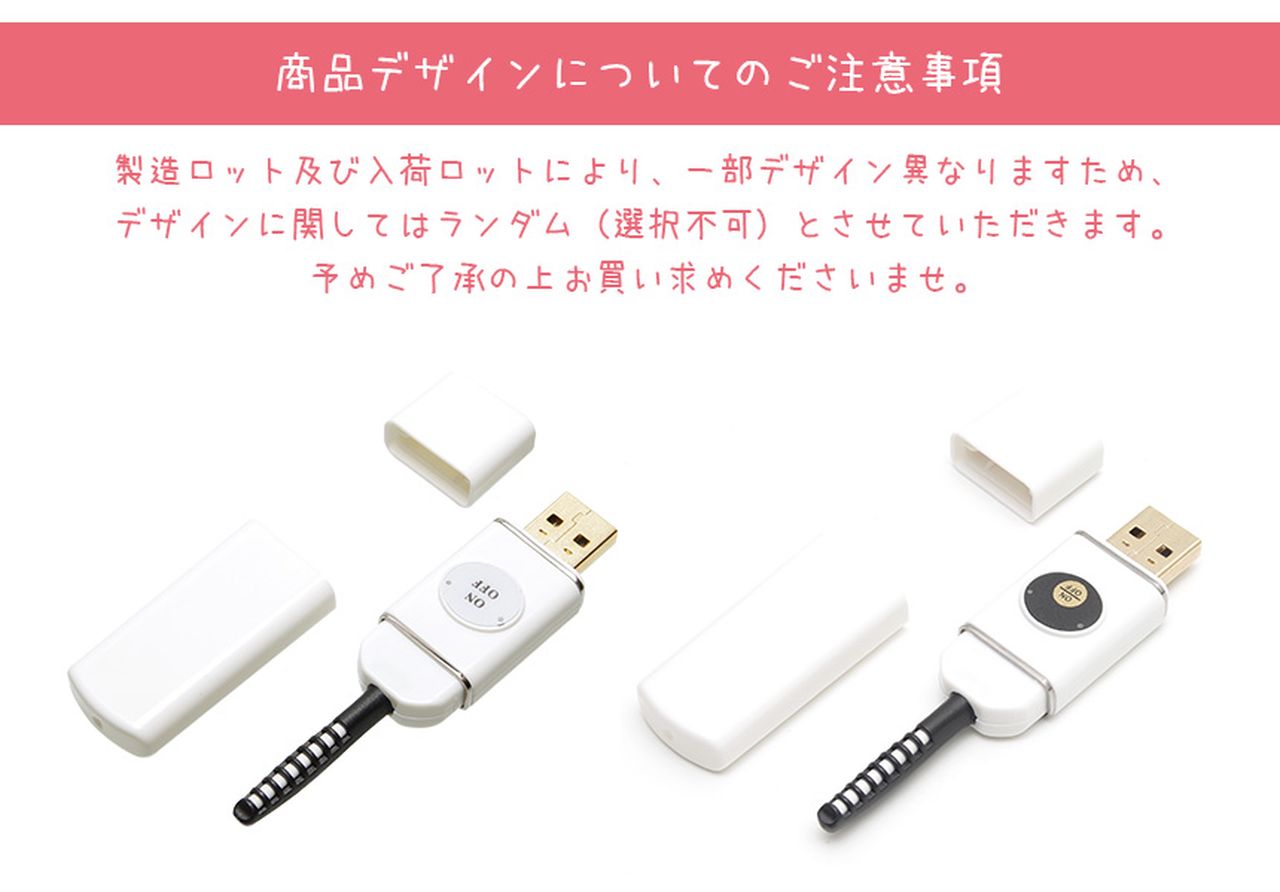 商品デザインについてのご注意事項
製造ロット及び入荷ロットにより、一部デザイン異なりますため、
デザインに関してはランダム（選択不可）とさせていただきます。
予めご了承の上お買い求めくださいませ。
ON
OFF
ON
OFF